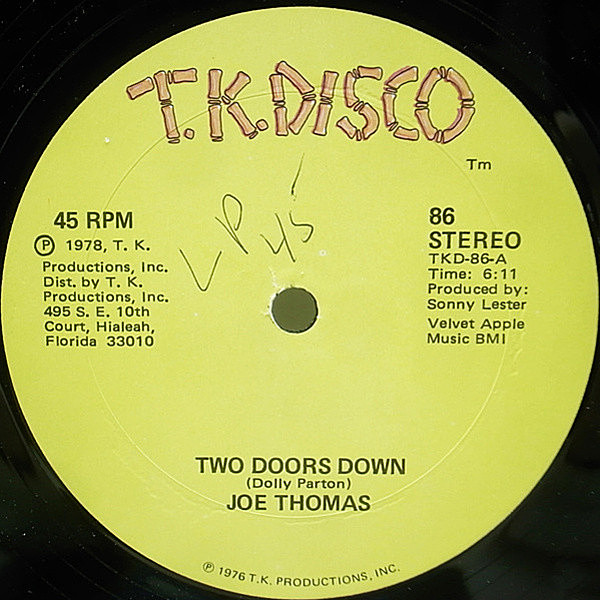 T.K.DISCO
Tm
LP 45
45 RPM
Ⓟ 1978, T. K.
Productions, Inc.
Dist. by T. K.
Productions, Inc.
495 S. E. 10th
Court, Hialeah,
Florida 33010
86
STEREO
TKD-86-A
Time: 6:11
Produced by:
Sonny Lester
Velvet Apple
Music BMI
TWO DOORS DOWN
(Dolly Parton)
JOE THOMAS
Ⓟ 1976 T.K. PRODUCTIONS, INC.